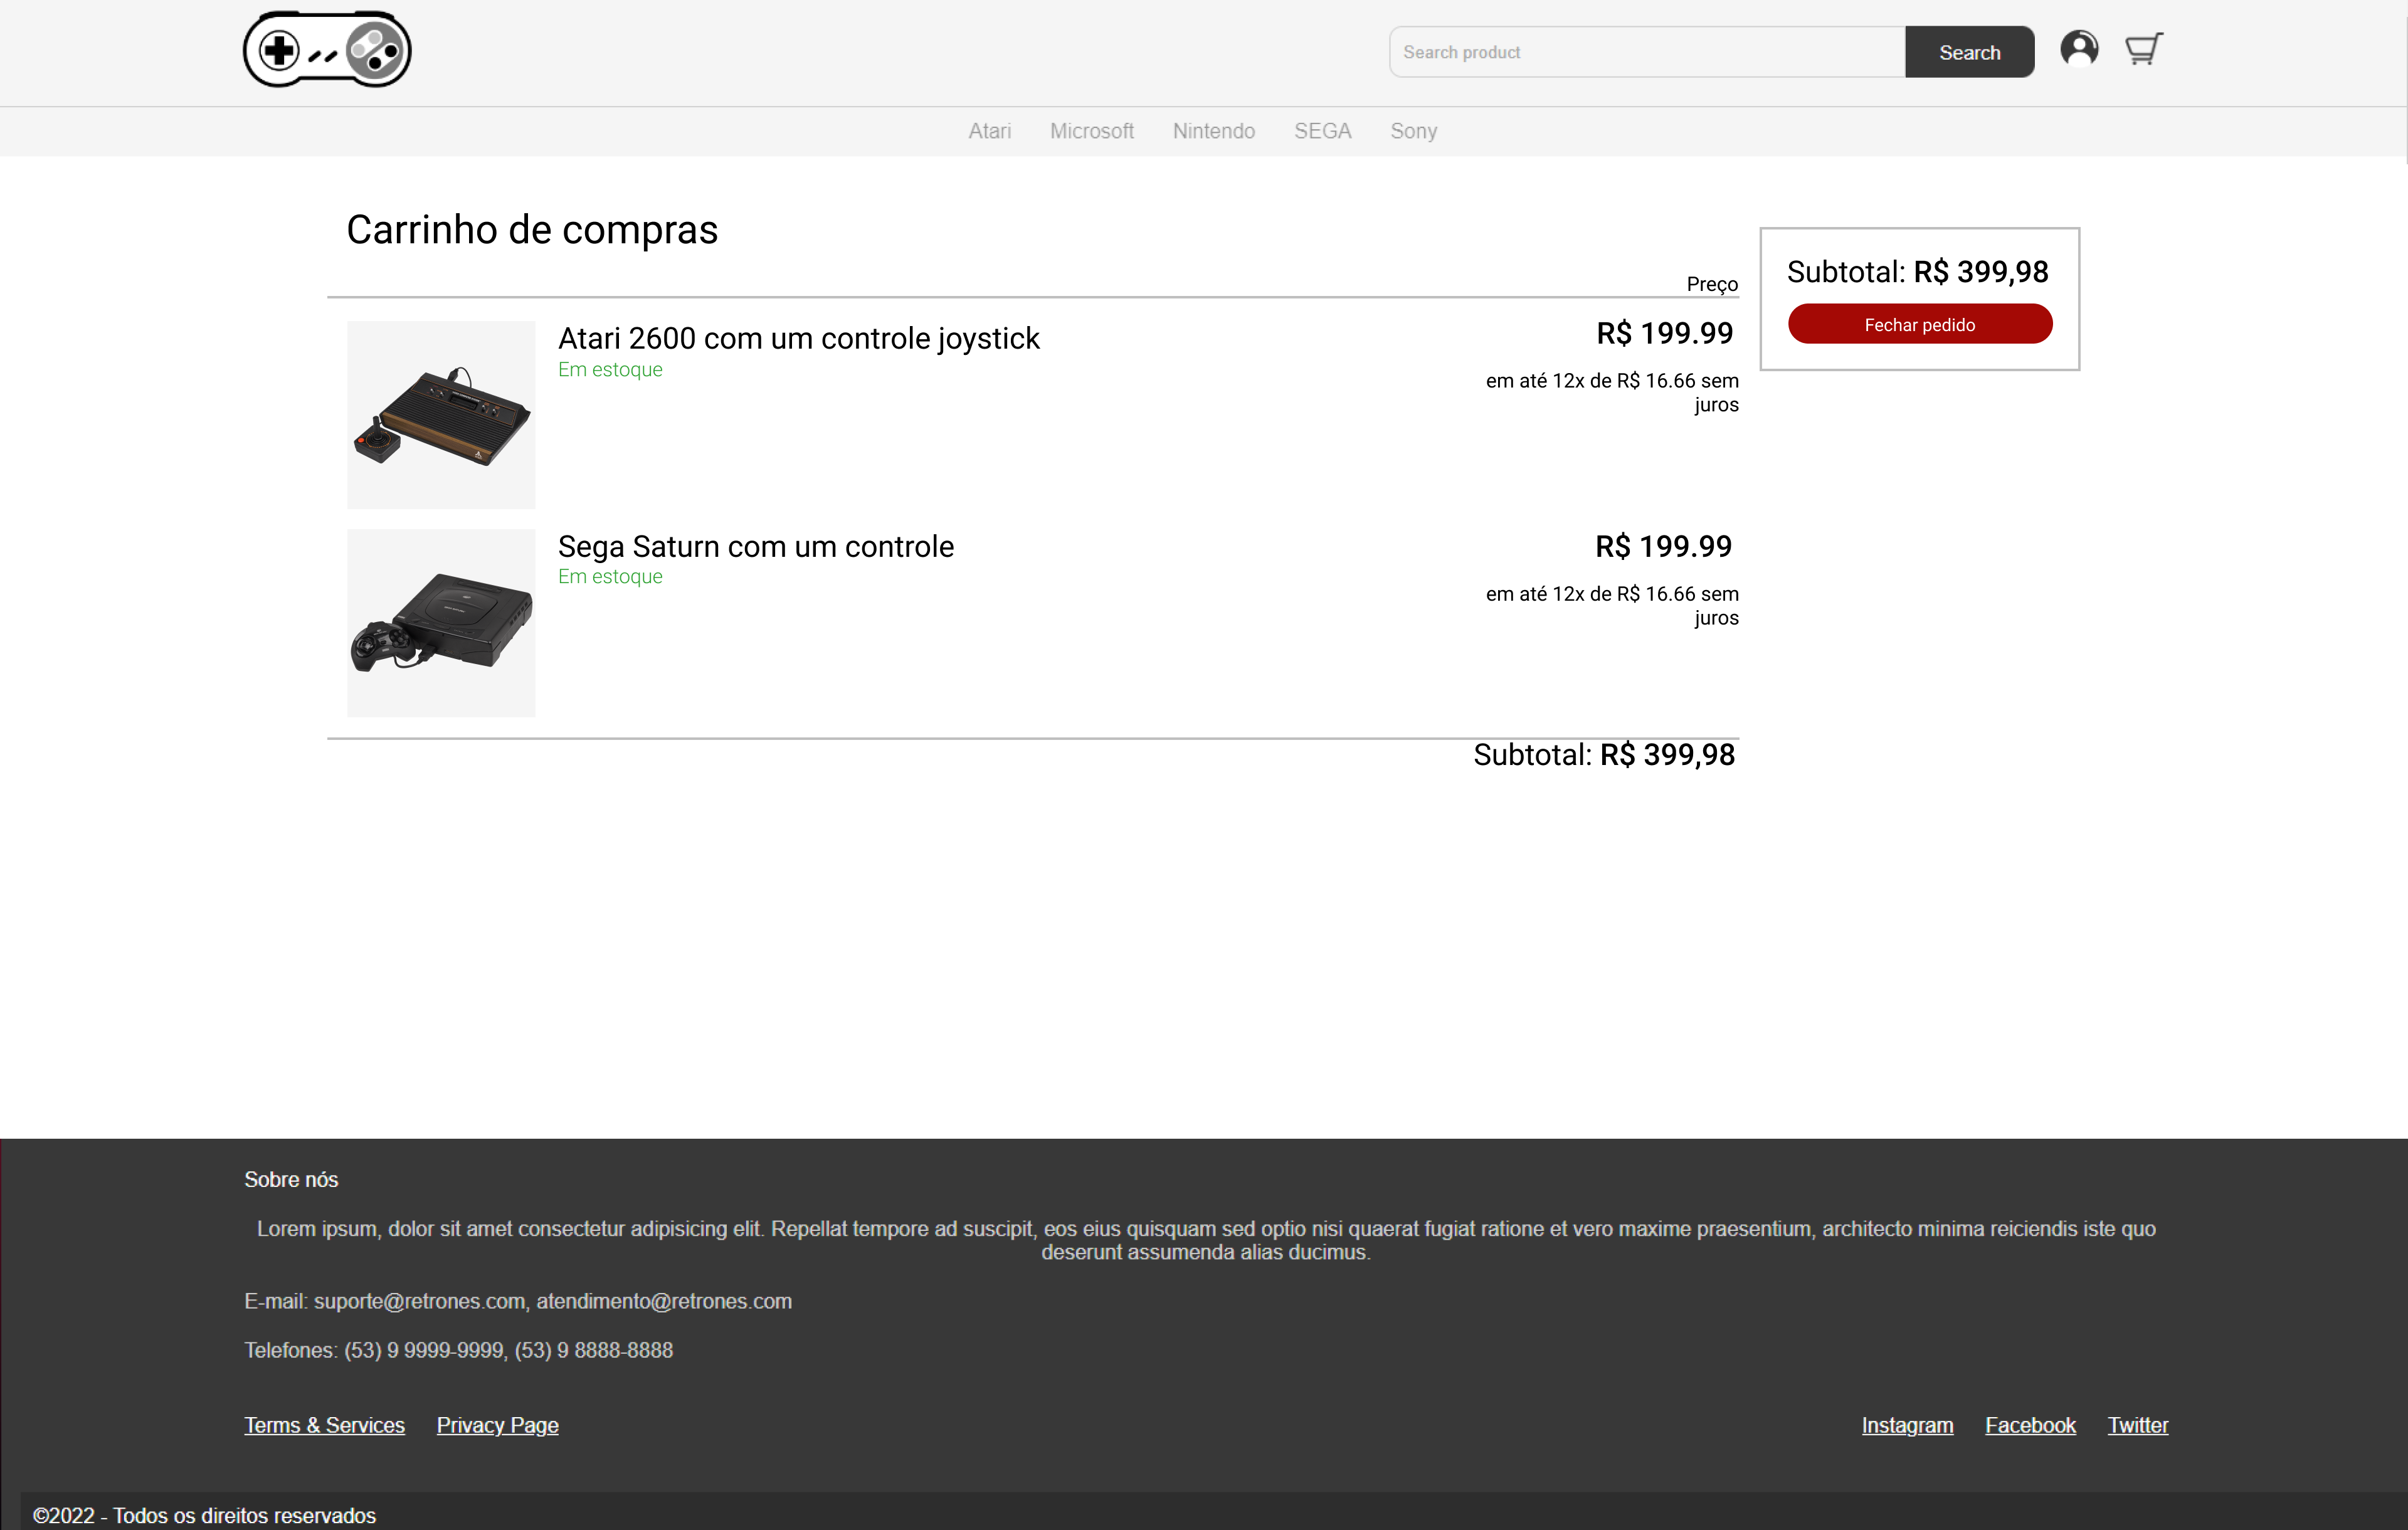 Search product
Search
Atari Microsoft Nintendo SEGA Sony
Carrinho de compras
Preço
Atari 2600 com um controle joystick
Em estoque
R$ 199.99
em até 12x de R$ 16.66 sem
juros
Sega Saturn com um controle
Em estoque
R$ 199.99
em até 12x de R$ 16.66 sem
juros
Subtotal: R$ 399,98
Subtotal: R$ 399,98
Fechar pedido
Sobre nós
Lorem ipsum, dolor sit amet consectetur adipisicing elit. Repellat tempore ad suscipit, eos eius quisquam sed optio nisi quaerat fugiat ratione et vero maxime praesentium, architecto minima reiciendis iste quo
deserunt assumenda alias ducimus.
E-mail: suporte@retrones.com, atendimento@retrones.com
Telefones: (53) 9 9999-9999, (53) 9 8888-8888
Terms & Services Privacy Page
Instagram Facebook Twitter
©2022 - Todos os direitos reservados